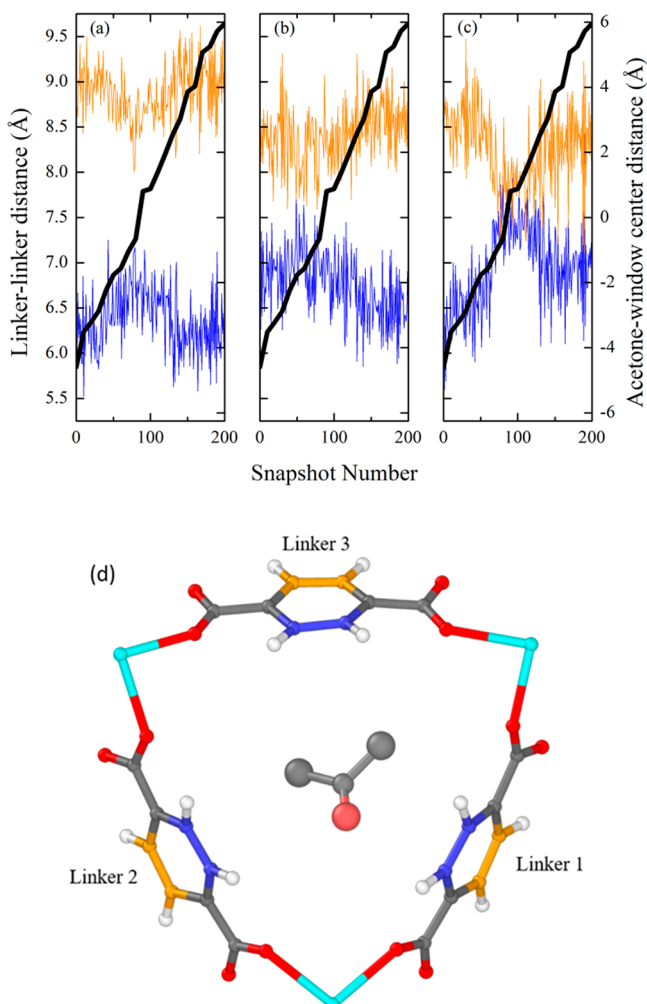 (a) (b) (c)
9.5 9.0 8.5 8.0 7.5 7.0 6.5 6.0 5.5
Linker-linker distance (Å)
6 4 2 0 -2 -4 -6
Acetone-window center distance (Å)
0 100 200 0 100 200 0 100 200
Snapshot Number
(d)
Linker 3
Linker 2
Linker 1